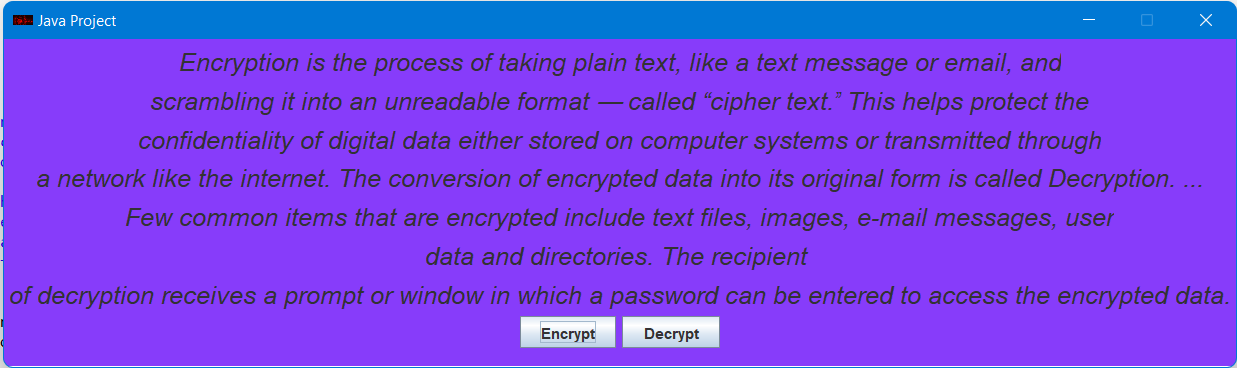 Java Project
Encryption is the process of taking plain text, like a text message or email, and
scrambling it into an unreadable format — called “cipher text.” This helps protect the
confidentiality of digital data either stored on computer systems or transmitted through
a network like the internet. The conversion of encrypted data into its original form is called Decryption. ...
Few common items that are encrypted include text files, images, e-mail messages, user
data and directories. The recipient
of decryption receives a prompt or window in which a password can be entered to access the encrypted data.
Encrypt Decrypt